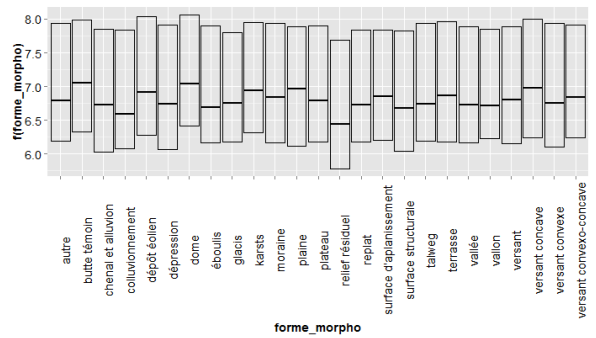 f(forme_morpho)
8.0
7.5
7.0
6.5
6.0
autre
butte témoin
chenal et alluvion
colluvionnement
dépôt éolien
dépression
dome
éboulis
glacis
karsts
moraine
plaine
plateau
relief résiduel
replat
surface d'aplanissement
surface structurale
talweg
terrasse
vallée
vallon
versant
versant concave
versant convexe
versant convexo-concave
forme_morpho